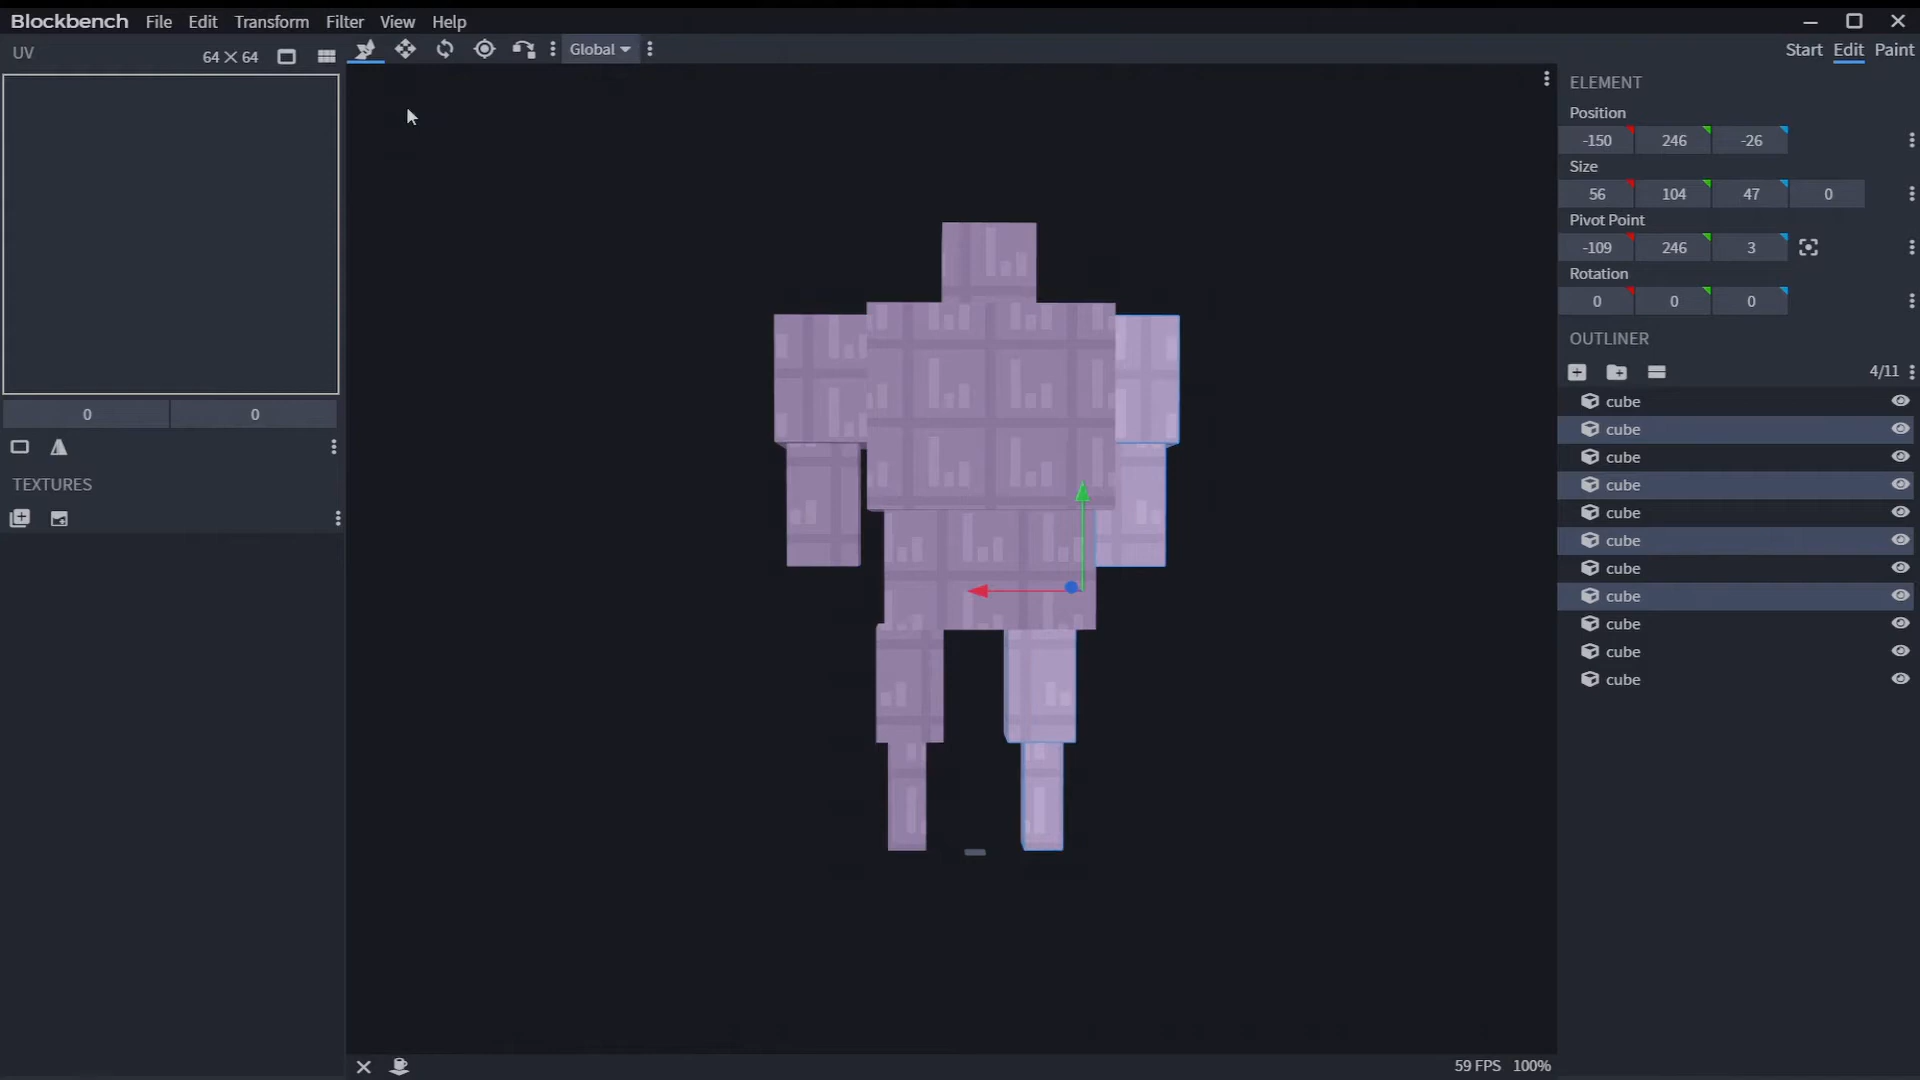 Blockbench File Edit Transform Filter View Help
UV 64 × 64 Global Start Edit Paint
ELEMENT
Position
-150 246 -26
Size
56 104 47 0
Pivot Point
-109 246 3
Rotation
0 0 0
OUTLINER
4/11
cube
cube
cube
cube
cube
cube
cube
cube
cube
cube
cube
0 0
TEXTURES
59 FPS 100%